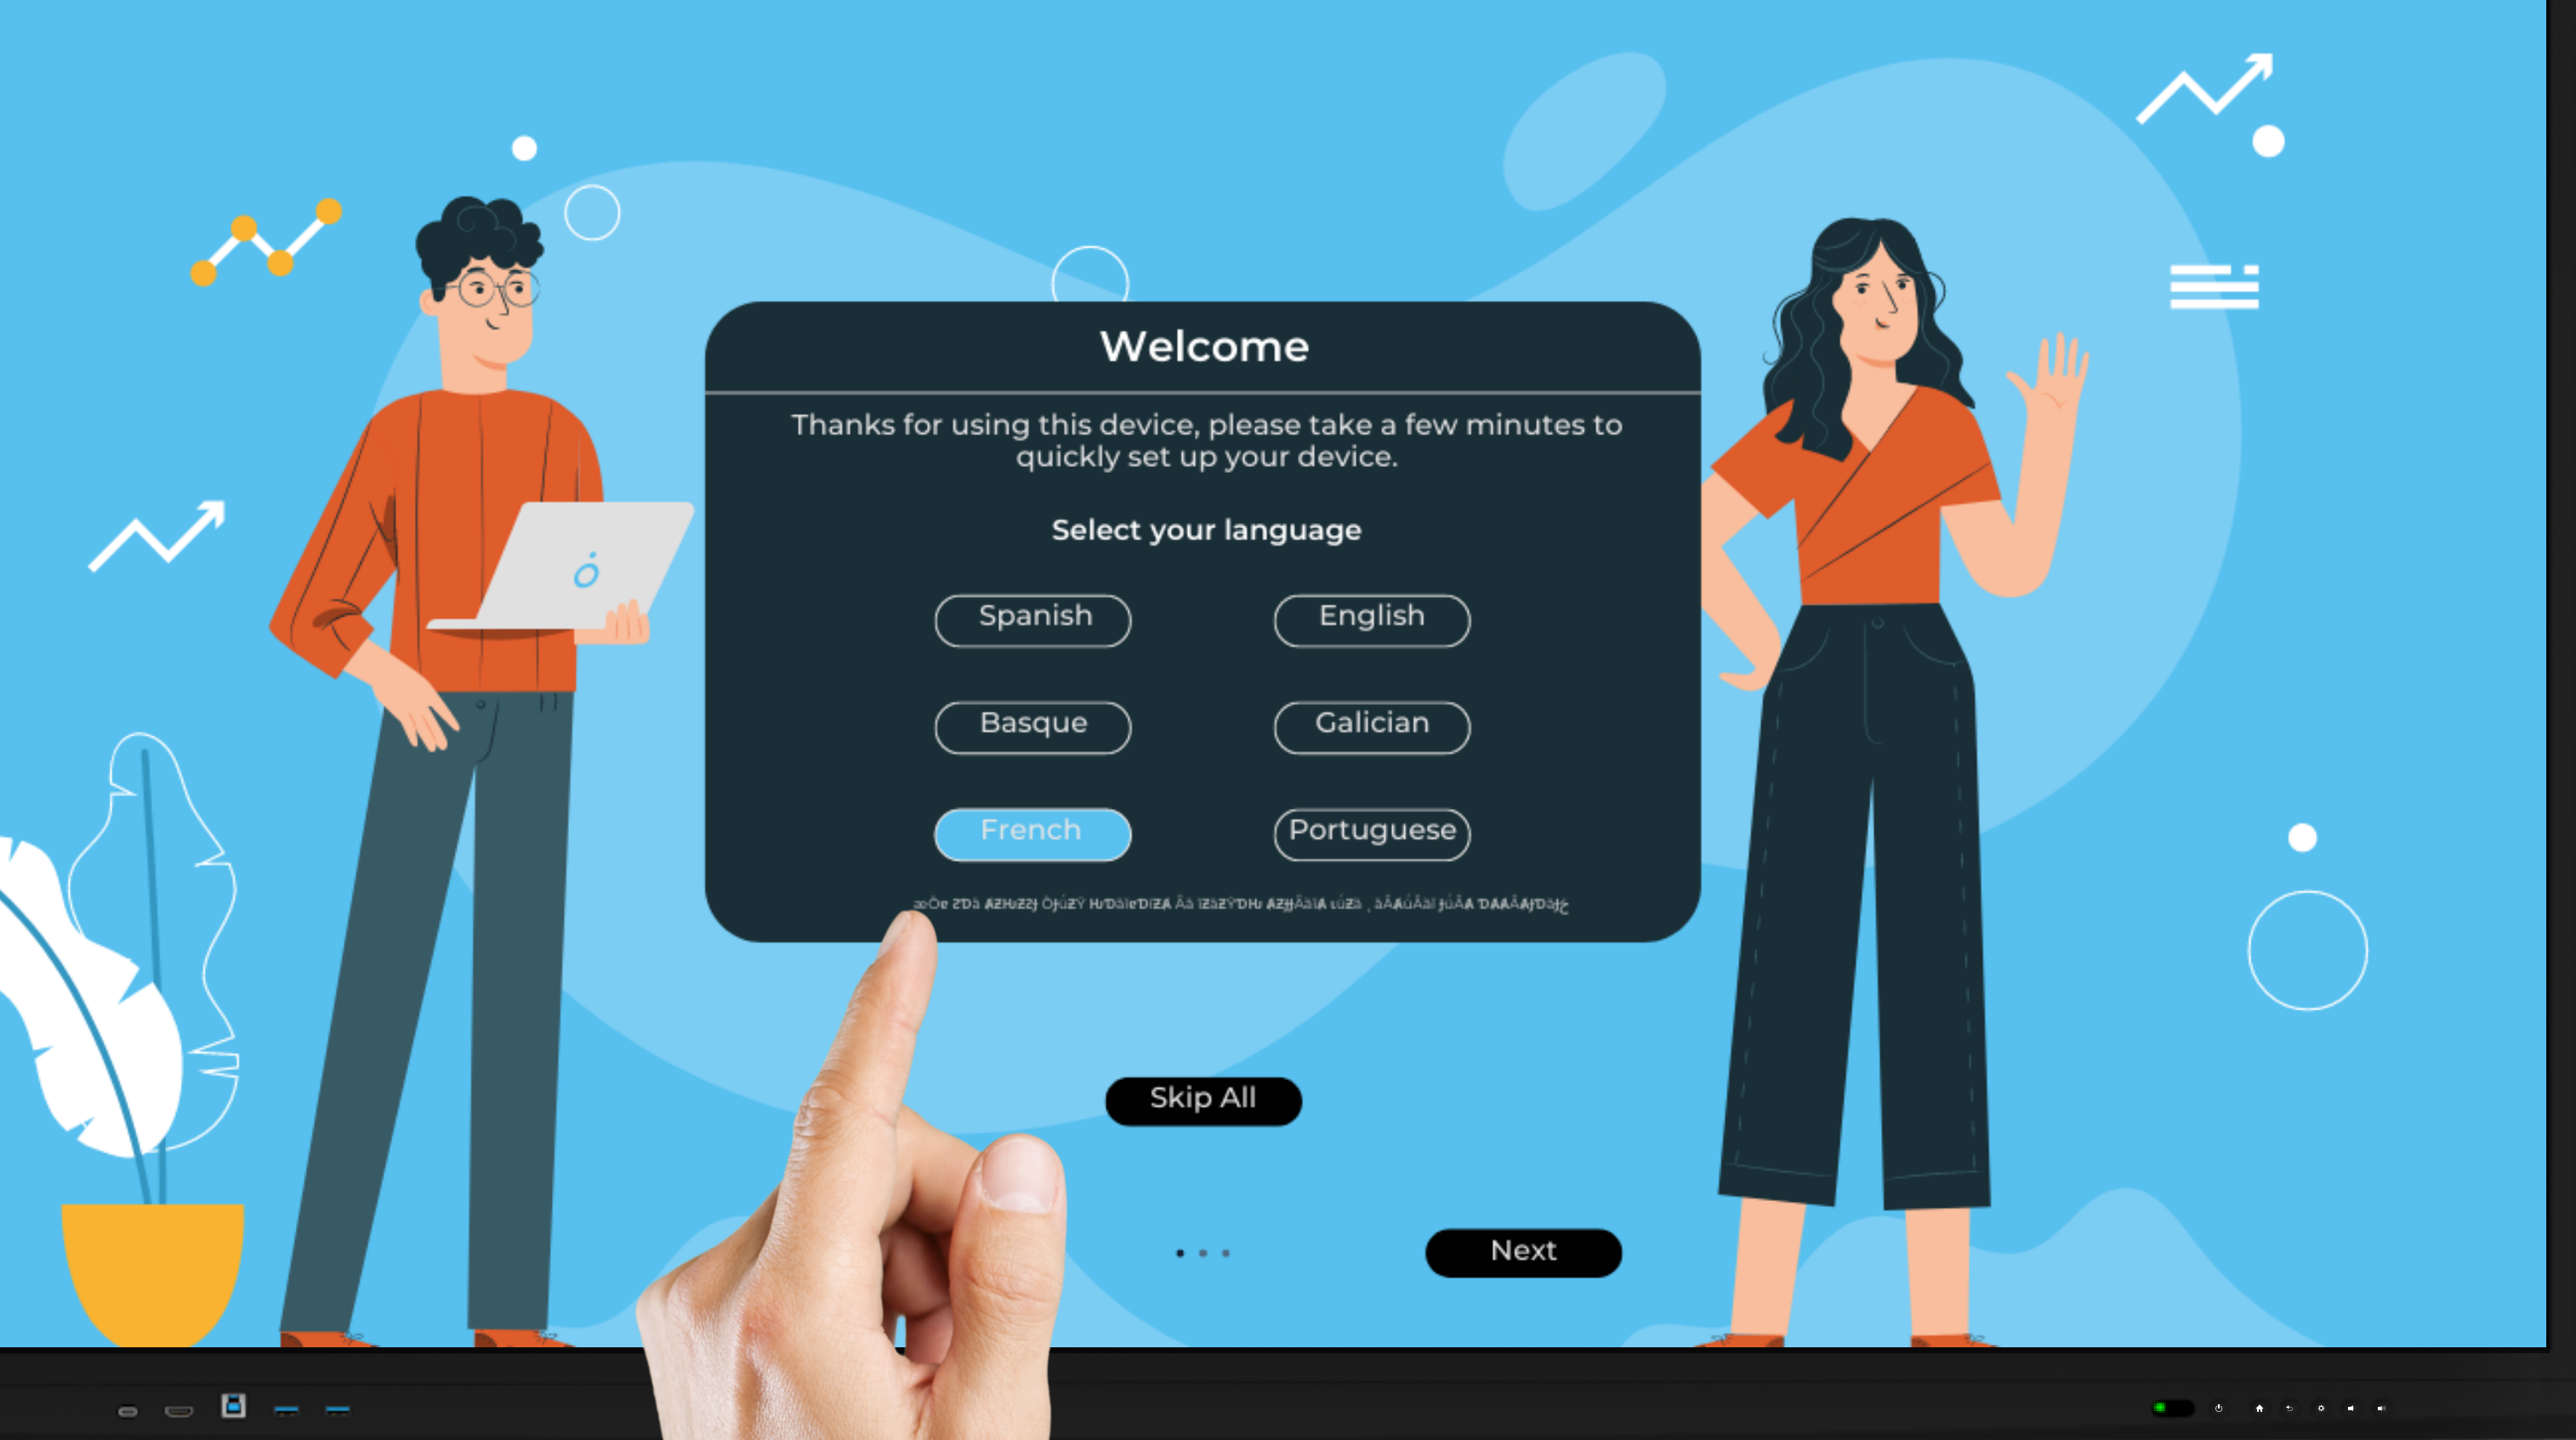 Welcome
Thanks for using this device, please take a few minutes to
quickly set up your device.
Select your language
Spanish
English
Basque
Galician
French
Portuguese
Skip All
Next